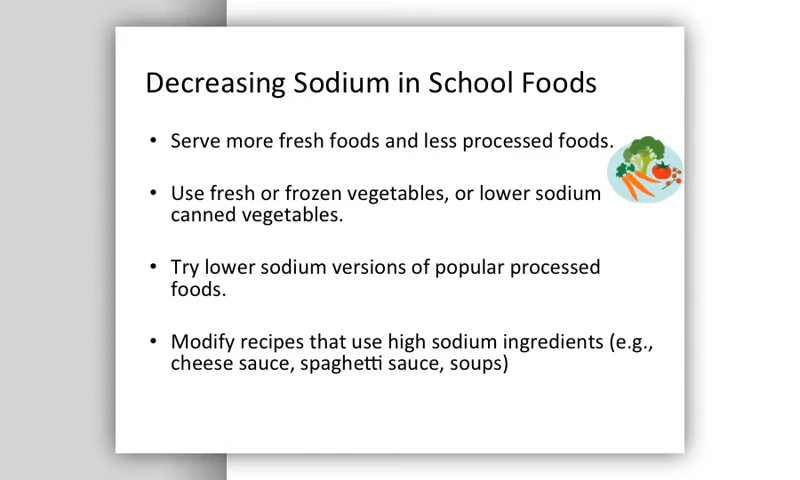 Decreasing Sodium in School Foods
• Serve more fresh foods and less processed foods.
• Use fresh or frozen vegetables, or lower sodium
canned vegetables.
• Try lower sodium versions of popular processed
foods.
• Modify recipes that use high sodium ingredients (e.g.,
cheese sauce, spaghetti sauce, soups)